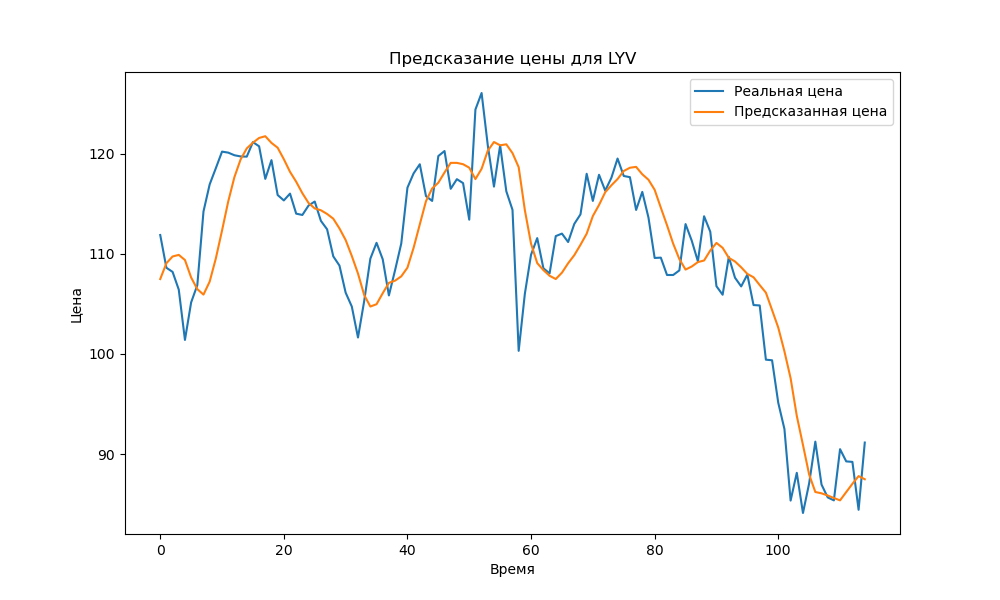 Предсказание цены для LYV
Реальная цена
Предсказанная цена
120
110
100
90
Цена
0 20 40 60 80 100
Время